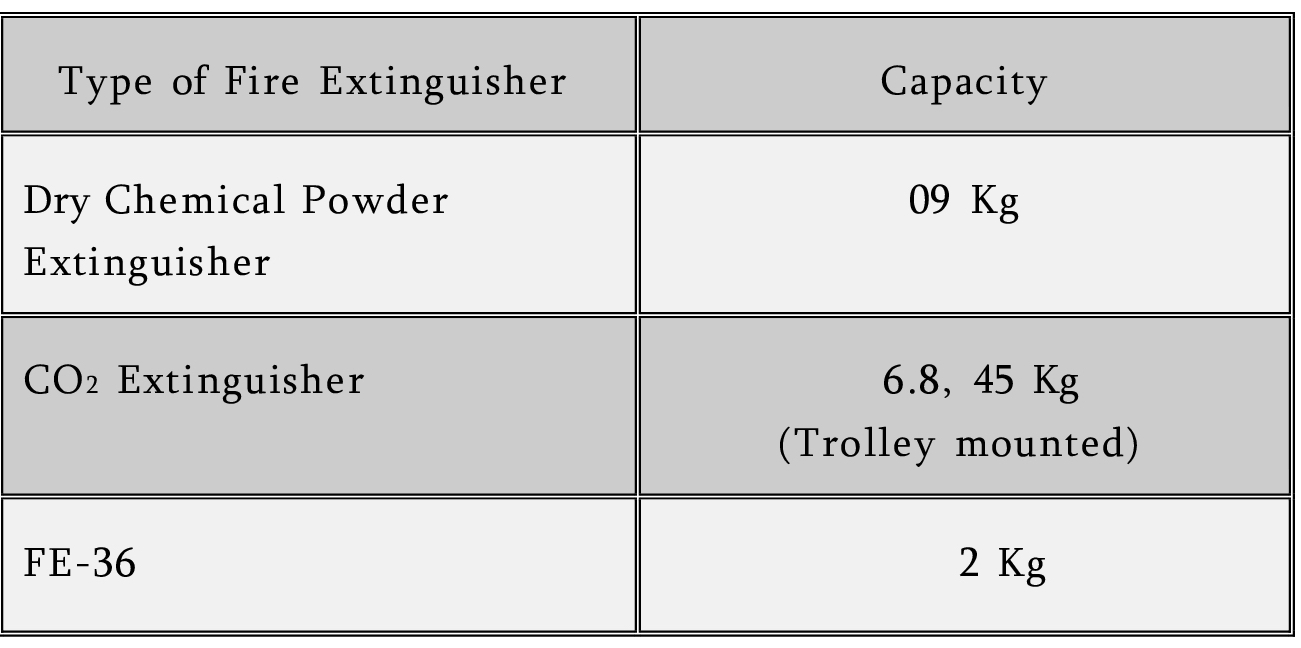 Type of Fire Extinguisher
Capacity
Dry Chemical Powder
Extinguisher
09 Kg
CO₂ Extinguisher
6.8, 45 Kg
(Trolley mounted)
FE-36
2 Kg